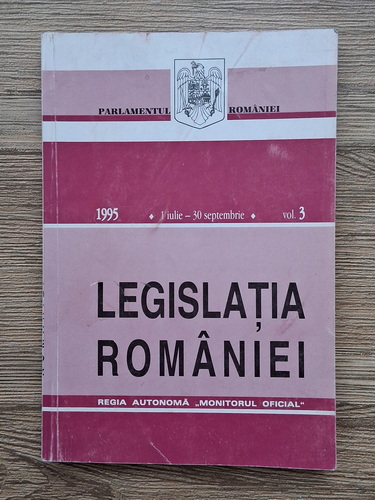 PARLAMENTUL ROMÂNIEI
1995 ♦ 1 iulie – 30 septembrie ♦ vol. 3
LEGISLAȚIA
ROMÂNIEI
REGIA AUTONOMĂ „MONITORUL OFICIAL“